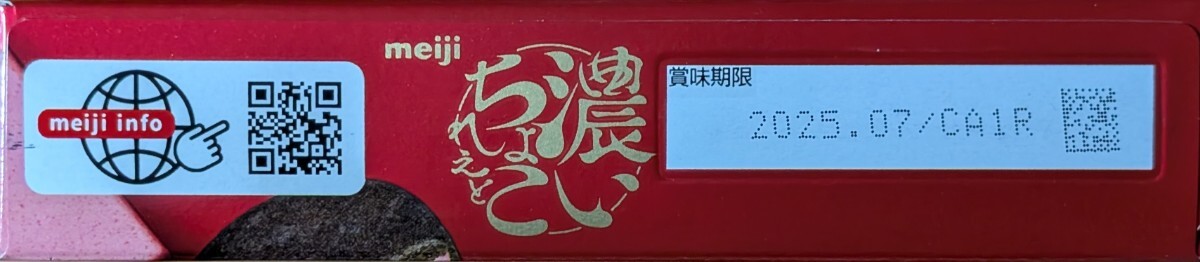 meiji info
meiji
濃い
ちょこ
れえと
賞味期限
2025.07/CA1R